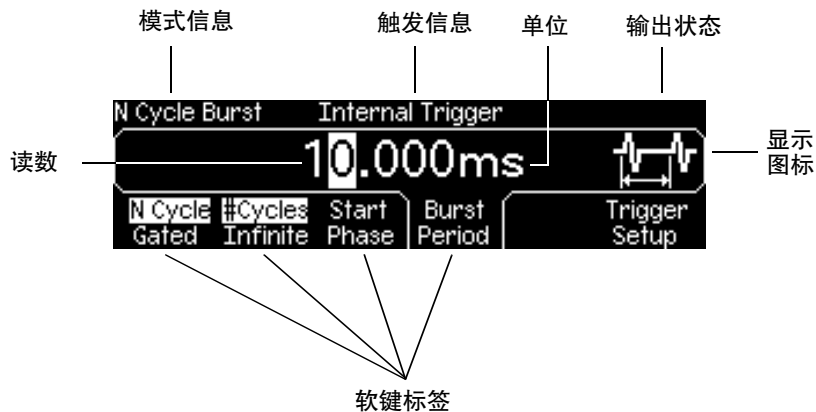 模式信息 触发信息 单位 输出状态
N Cycle Burst Internal Trigger
读数 10.000ms 显示
图标
N Cycle #Cycles Start Burst Trigger
Gated Infinite Phase Period Setup
软键标签